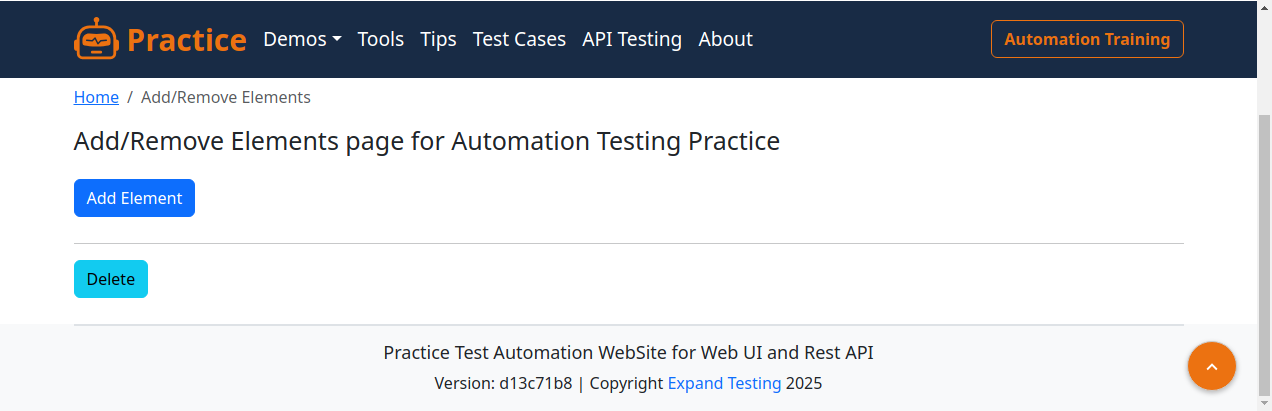 Practice Demos Tools Tips Test Cases API Testing About Automation Training
Home / Add/Remove Elements
Add/Remove Elements page for Automation Testing Practice
Add Element
Delete
Practice Test Automation WebSite for Web UI and Rest API
Version: d13c71b8 | Copyright Expand Testing 2025